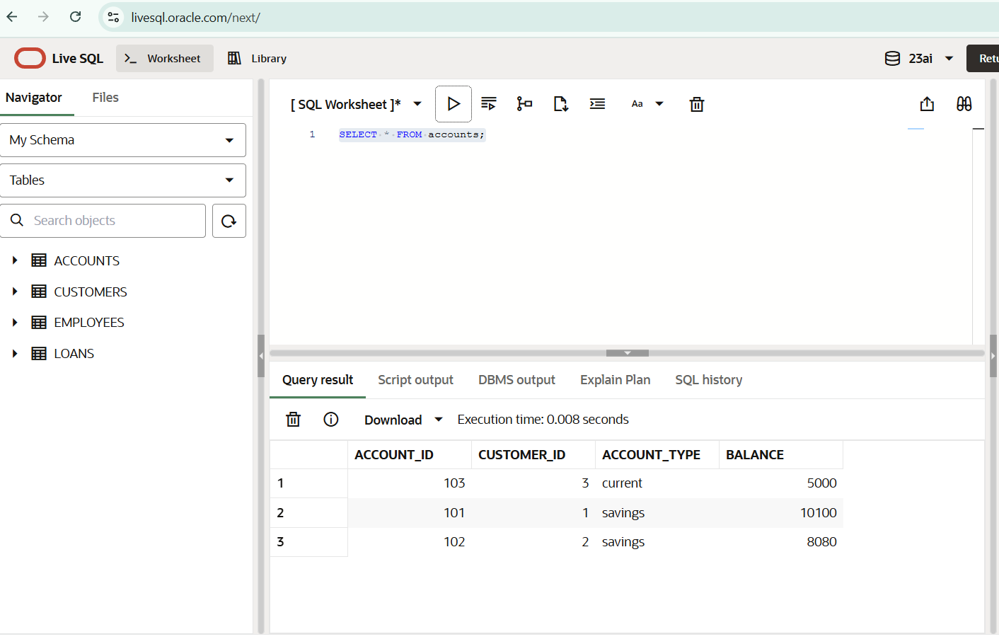 livesql.oracle.com/next/
Live SQL Worksheet Library 23ai
Navigator Files
My Schema
Tables
Search objects
ACCOUNTS
CUSTOMERS
EMPLOYEES
LOANS
[ SQL Worksheet ]* Aa
1 SELECT * FROM accounts;
Query result Script output DBMS output Explain Plan SQL history
Download Execution time: 0.008 seconds
ACCOUNT_ID CUSTOMER_ID ACCOUNT_TYPE BALANCE
1 103 3 current 5000
2 101 1 savings 10100
3 102 2 savings 8080